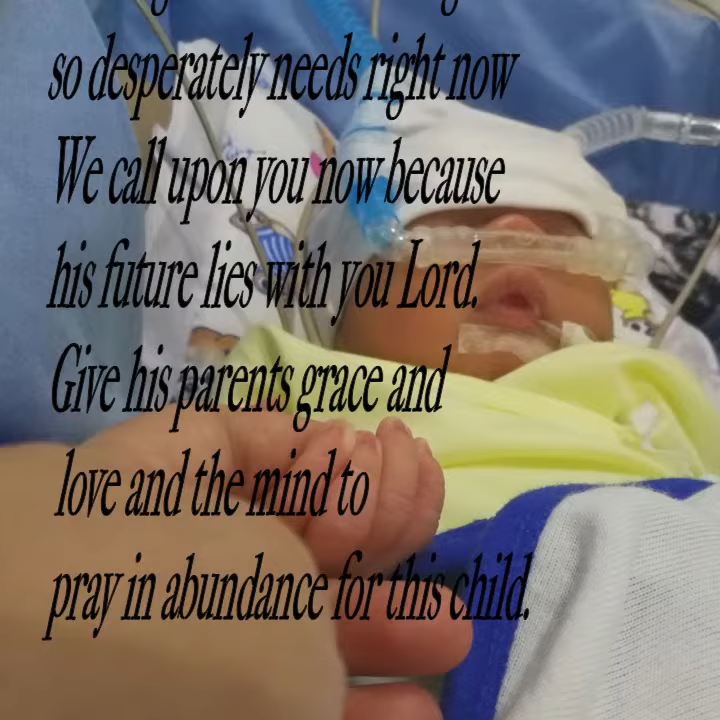 so desperately needs right now
We call upon you now because
his future lies with you Lord.
Give his parents grace and
love and the mind to
pray in abundance for this child.